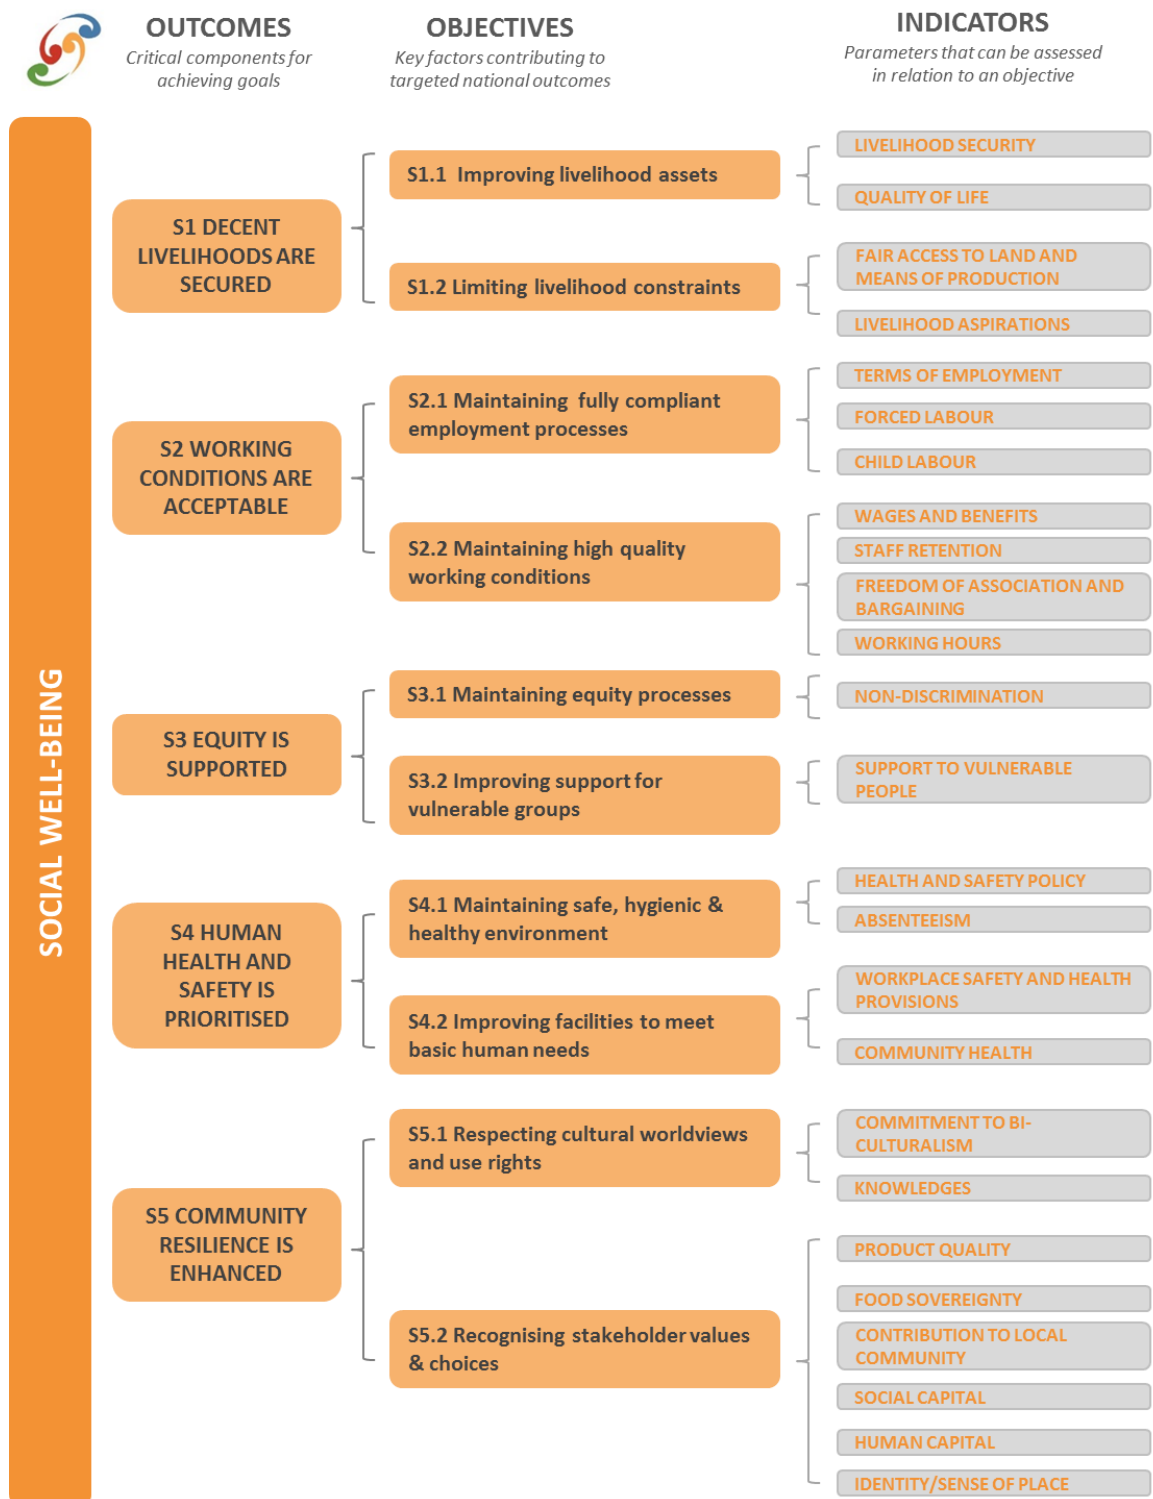 OUTCOMES
Critical components for
achieving goals
OBJECTIVES
Key factors contributing to
targeted national outcomes
INDICATORS
Parameters that can be assessed
in relation to an objective
SOCIAL WELL-BEING
S1 DECENT
LIVELIHOODS ARE
SECURED
S1.1 Improving livelihood assets
LIVELIHOOD SECURITY
QUALITY OF LIFE
S1.2 Limiting livelihood constraints
FAIR ACCESS TO LAND AND
MEANS OF PRODUCTION
LIVELIHOOD ASPIRATIONS
S2 WORKING
CONDITIONS ARE
ACCEPTABLE
S2.1 Maintaining fully compliant
employment processes
TERMS OF EMPLOYMENT
FORCED LABOUR
CHILD LABOUR
S2.2 Maintaining high quality
working conditions
WAGES AND BENEFITS
STAFF RETENTION
FREEDOM OF ASSOCIATION AND
BARGAINING
WORKING HOURS
S3 EQUITY IS
SUPPORTED
S3.1 Maintaining equity processes
NON-DISCRIMINATION
S3.2 Improving support for
vulnerable groups
SUPPORT TO VULNERABLE
PEOPLE
S4 HUMAN
HEALTH AND
SAFETY IS
PRIORITISED
S4.1 Maintaining safe, hygienic &
healthy environment
HEALTH AND SAFETY POLICY
ABSENTEEISM
S4.2 Improving facilities to meet
basic human needs
WORKPLACE SAFETY AND HEALTH
PROVISIONS
COMMUNITY HEALTH
S5 COMMUNITY
RESILIENCE IS
ENHANCED
S5.1 Respecting cultural worldviews
and use rights
COMMITMENT TO BI-
CULTURALISM
KNOWLEDGES
S5.2 Recognising stakeholder values
& choices
PRODUCT QUALITY
FOOD SOVEREIGNTY
CONTRIBUTION TO LOCAL
COMMUNITY
SOCIAL CAPITAL
HUMAN CAPITAL
IDENTITY/SENSE OF PLACE